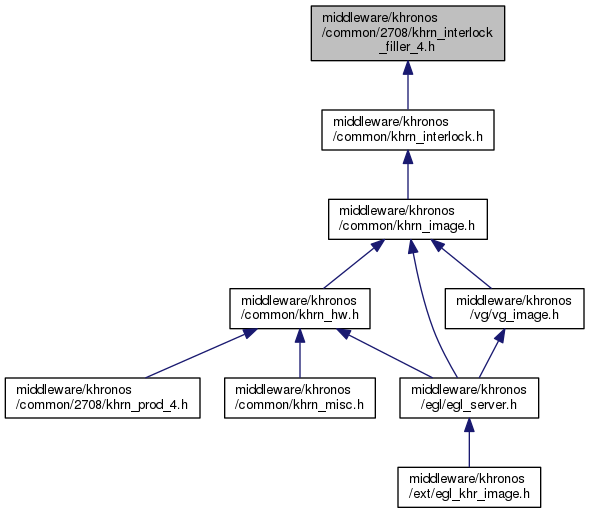 middleware/khronos
/common/2708/khrn_interlock
_filler_4.h
middleware/khronos
/common/khrn_interlock.h
middleware/khronos
/common/khrn_image.h
middleware/khronos
/common/khrn_hw.h
middleware/khronos
/vg/vg_image.h
middleware/khronos
/common/2708/khrn_prod_4.h
middleware/khronos
/common/khrn_misc.h
middleware/khronos
/egl/egl_server.h
middleware/khronos
/ext/egl_khr_image.h